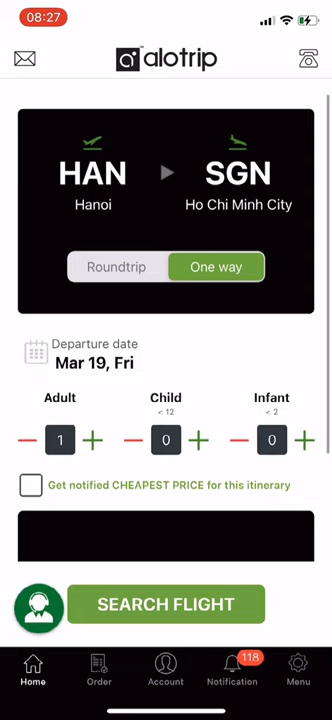 08:27
alotrip
HAN
SGN
Hanoi
Ho Chi Minh City
Roundtrip
One way
Departure date
Mar 19, Fri
Adult
Child
Infant
< 12
< 2
1
0
0
Get notified CHEAPEST PRICE for this itinerary
SEARCH FLIGHT
118
Home
Order
Account
Notification
Menu